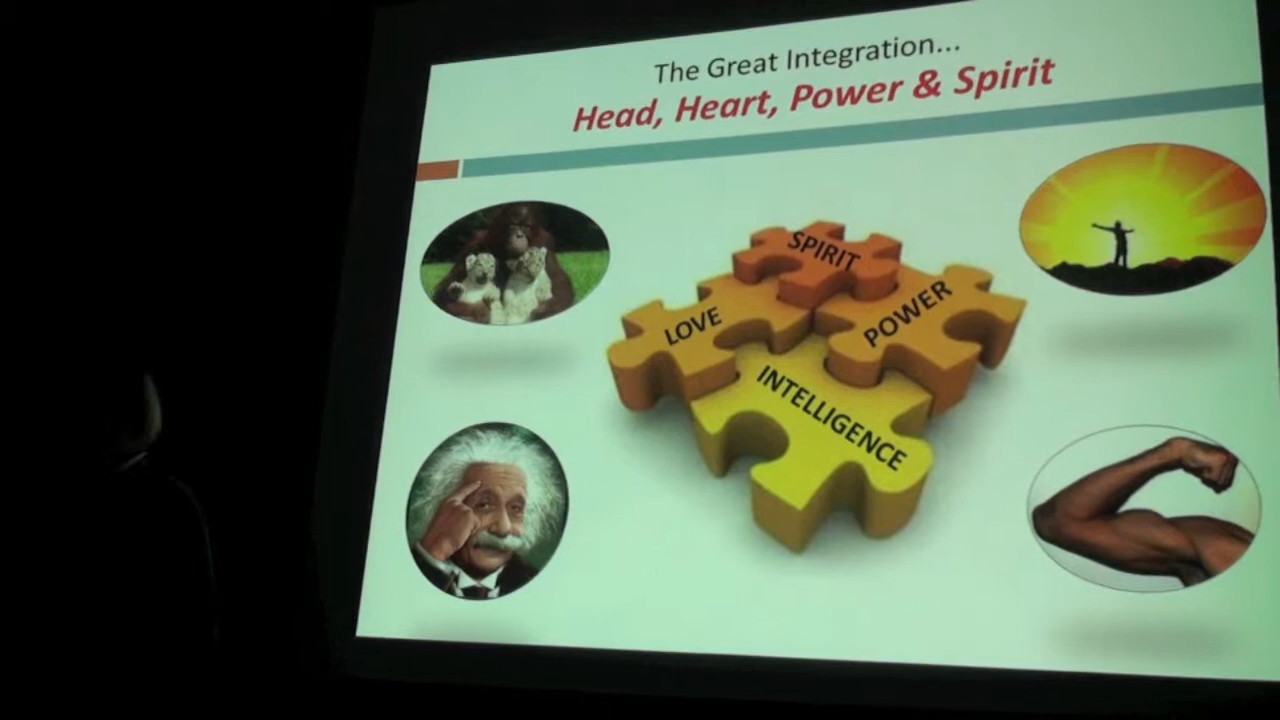 The Great Integration...
Head, Heart, Power & Spirit
SPIRIT
LOVE
POWER
INTELLIGENCE